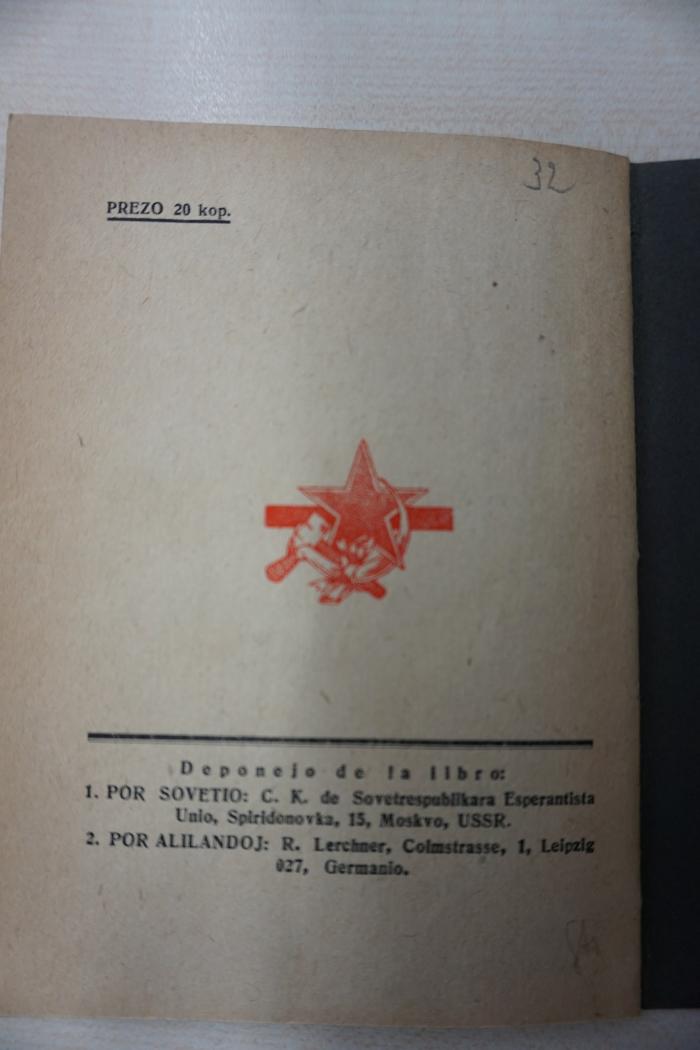 32
PREZO 20 kop.
Deponejo de la libro:
1. POR SOVETIO: C. K. de Sovetrespublikara Esperantista
Unio, Spiridonovka, 15, Moskvo, USSR.
2. POR ALILANDOJ: R. Lerchner, Colmstrasse, 1, Leipzig
027, Germanio.